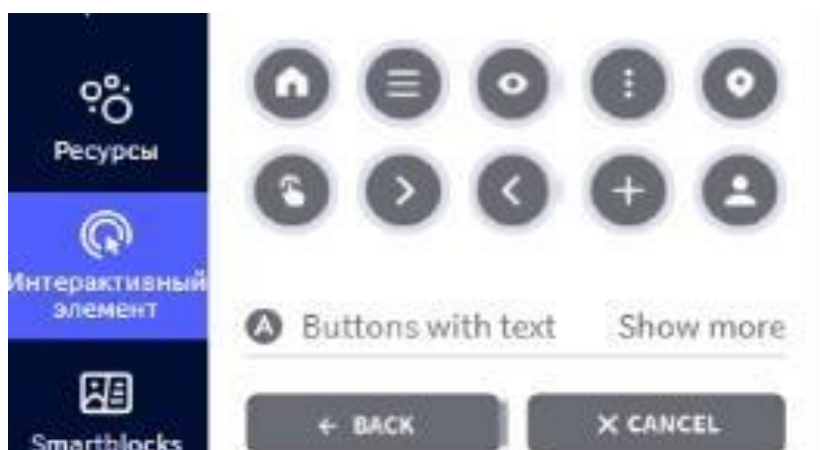 Ресурсы
Интерактивный
элемент
Smartblocks
A Buttons with text Show more
← BACK
X CANCEL